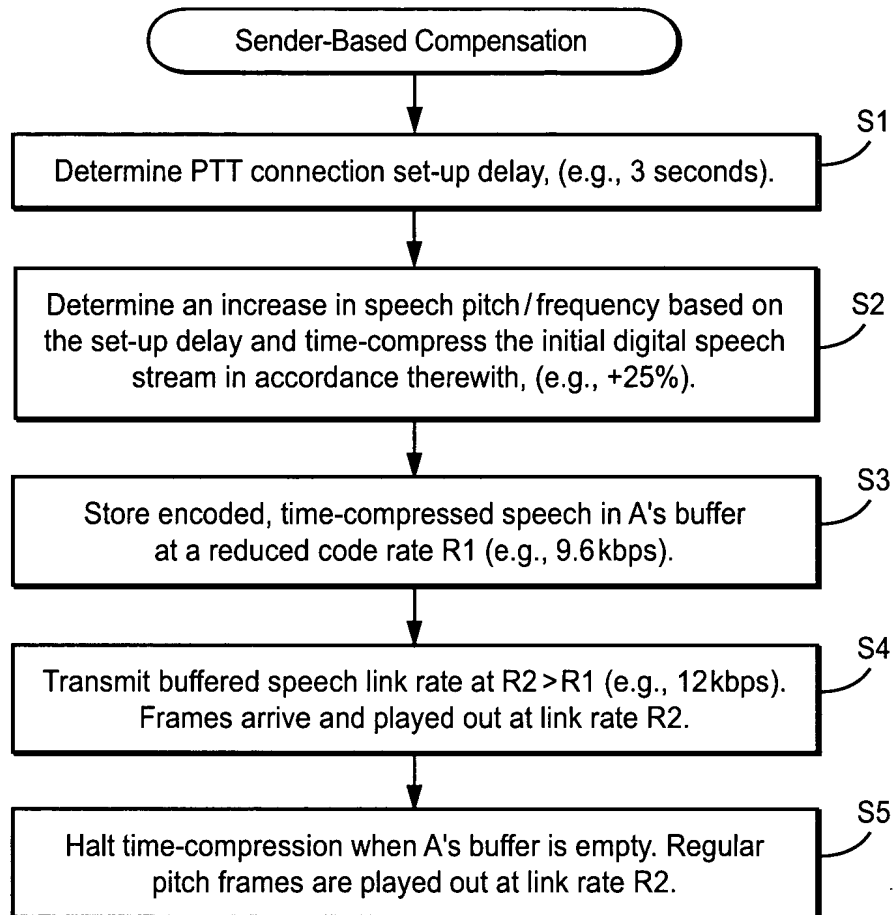 Sender-Based Compensation
S1
Determine PTT connection set-up delay, (e.g., 3 seconds).
S2
Determine an increase in speech pitch/frequency based on
the set-up delay and time-compress the initial digital speech
stream in accordance therewith, (e.g., +25%).
S3
Store encoded, time-compressed speech in A's buffer
at a reduced code rate R1 (e.g., 9.6kbps).
S4
Transmit buffered speech link rate at R2>R1 (e.g., 12kbps).
Frames arrive and played out at link rate R2.
S5
Halt time-compression when A's buffer is empty. Regular
pitch frames are played out at link rate R2.